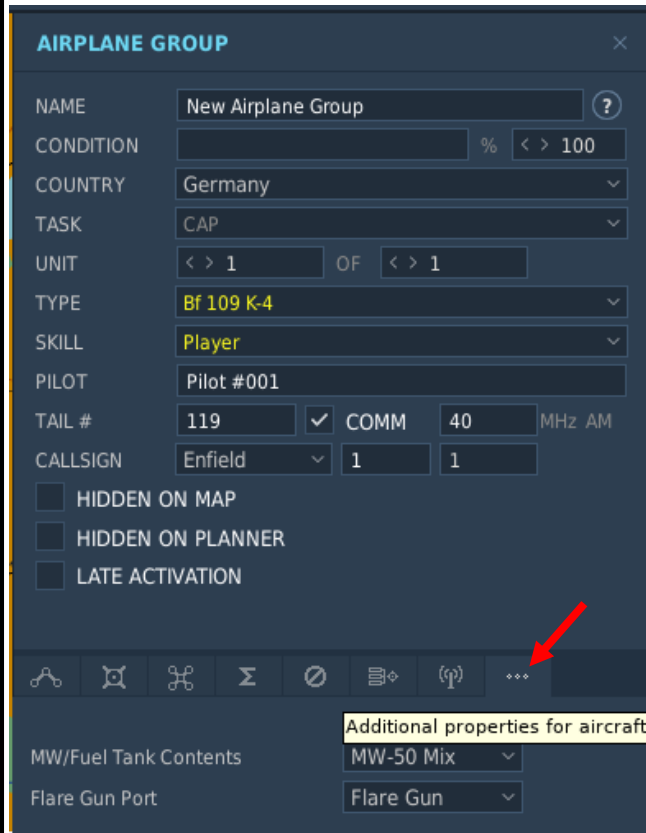 AIRPLANE GROUP ×
NAME New Airplane Group ?
CONDITION % < > 100
COUNTRY Germany
TASK CAP
UNIT < > 1 OF < > 1
TYPE Bf 109 K-4
SKILL Player
PILOT Pilot #001
TAIL # 119 COMM 40 MHz AM
CALLSIGN Enfield 1 1
HIDDEN ON MAP
HIDDEN ON PLANNER
LATE ACTIVATION
Σ
Additional properties for aircraft
MW/Fuel Tank Contents MW-50 Mix
Flare Gun Port Flare Gun